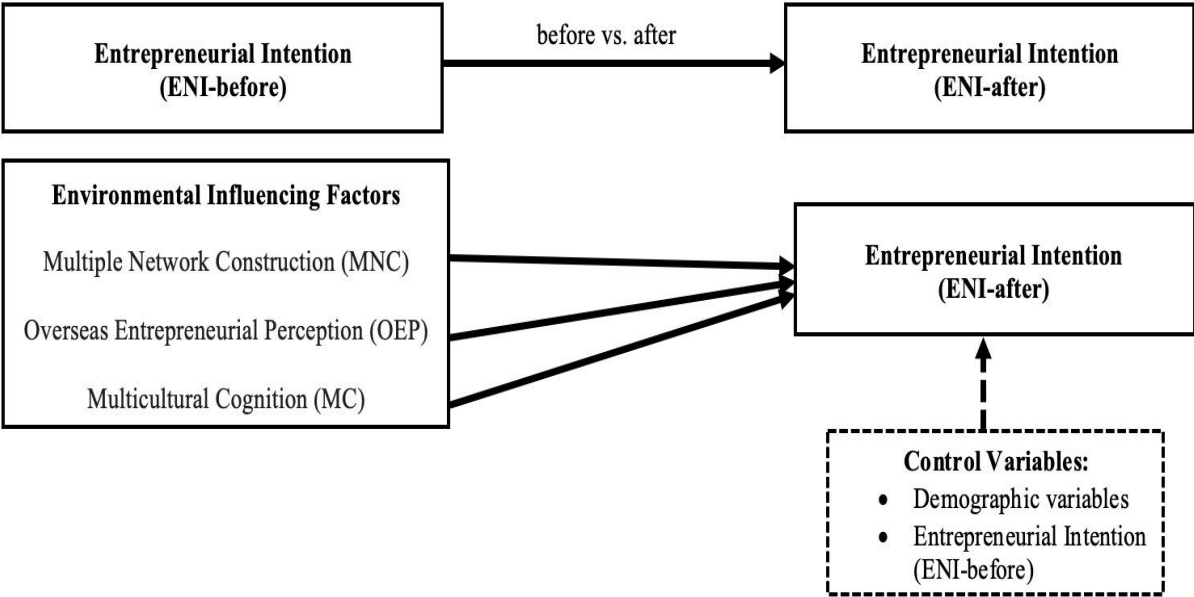 Entrepreneurial Intention
(ENI-before)
before vs. after
Entrepreneurial Intention
(ENI-after)
Environmental Influencing Factors
Multiple Network Construction (MNC)
Overseas Entrepreneurial Perception (OEP)
Multicultural Cognition (MC)
Entrepreneurial Intention
(ENI-after)
Control Variables:
• Demographic variables
• Entrepreneurial Intention
(ENI-before)